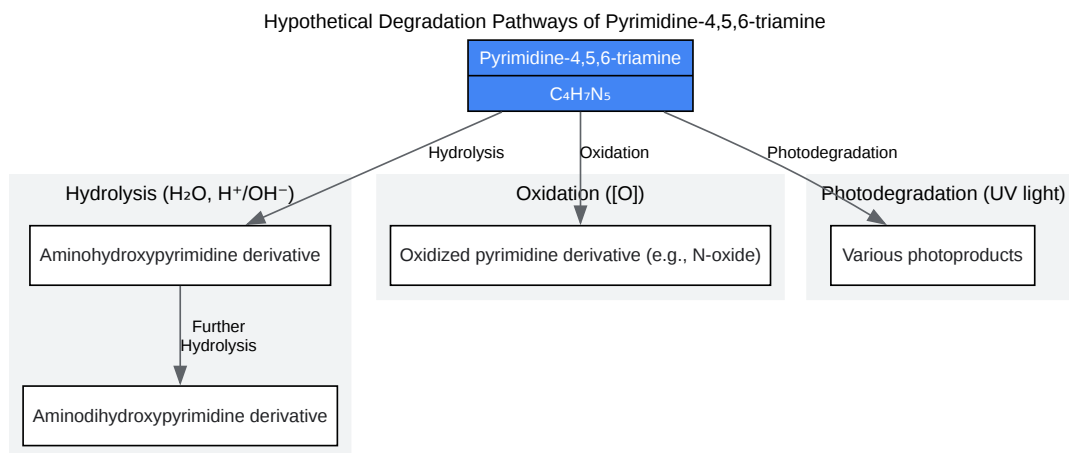 Hypothetical Degradation Pathways of Pyrimidine-4,5,6-triamine
Pyrimidine-4,5,6-triamine
C₄H₇N₅
Hydrolysis
Oxidation
Photodegradation
Hydrolysis (H₂O, H⁺/OH⁻)
Oxidation ([O])
Photodegradation (UV light)
Aminohydroxypyrimidine derivative
Oxidized pyrimidine derivative (e.g., N-oxide)
Various photoproducts
Further
Hydrolysis
Aminodihydroxypyrimidine derivative